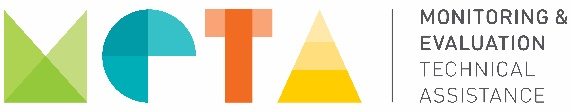 META
MONITORING &
EVALUATION
TECHNICAL
ASSISTANCE